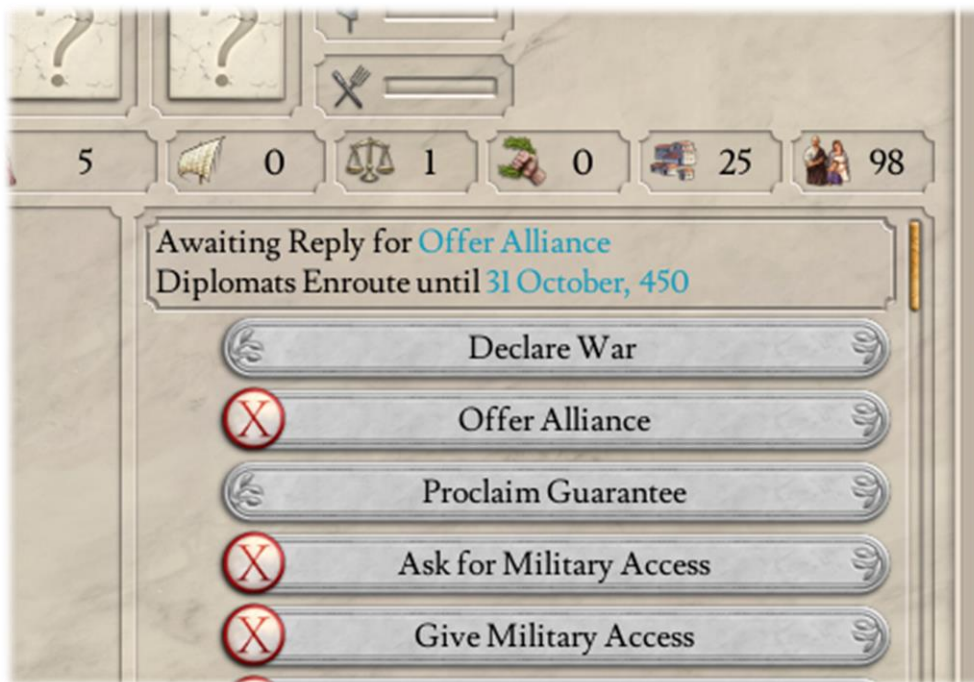 ? ?
5 0 1 0 25 98
Awaiting Reply for Offer Alliance
Diplomats Enroute until 31 October, 450
Declare War
X Offer Alliance
Proclaim Guarantee
X Ask for Military Access
X Give Military Access